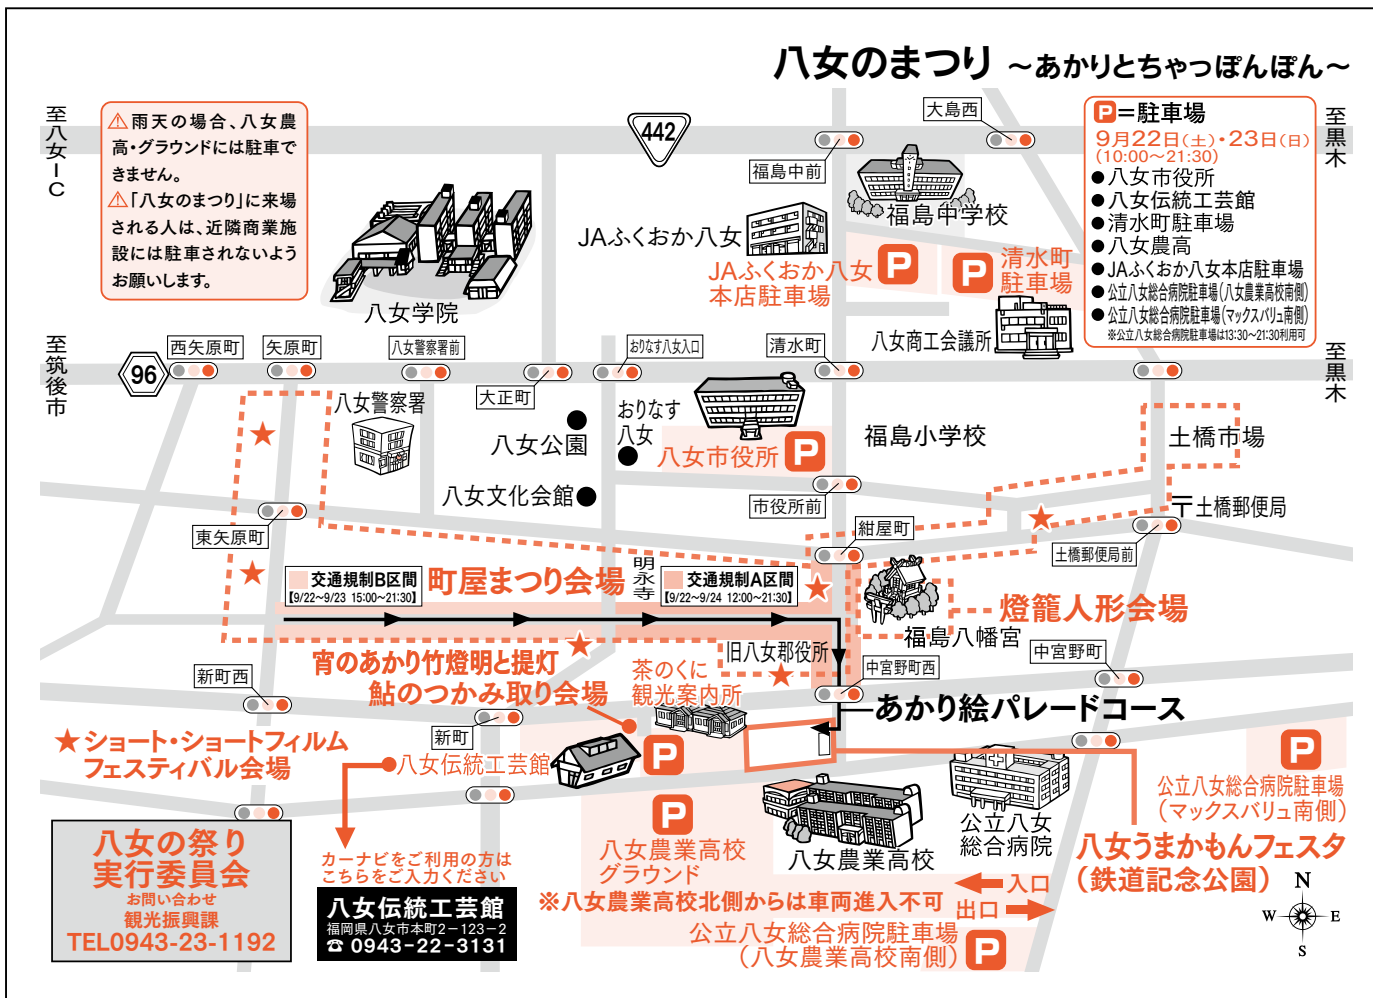 八女のまつり ～あかりとちゃっぽんぽん～
至八女IC
⚠雨天の場合、八女農
高・グラウンドには駐車で
きません。
⚠「八女のまつり」に来場
される人は、近隣商業施
設には駐車されないよう
お願いします。
442
大島西
福島中前
福島中学校
JAふくおか八女
JAふくおか八女
本店駐車場
P
P
清水町
駐車場
八女商工会議所
八女学院
P=駐車場
9月22日(土)・23日(日)
(10:00～21:30)
●八女市役所
●八女伝統工芸館
●清水町駐車場
●八女農高
●JAふくおか八女本店駐車場
●公立八女総合病院駐車場(八女農業高校南側)
●公立八女総合病院駐車場(マックスバリュ南側)
※公立八女総合病院駐車場は13:30～21:30利用可
至黒木
至筑後市
96
西矢原町
矢原町
八女警察署前
大正町
おりなす八女入口
清水町
至黒木
八女警察署
八女公園
おりなす
八女
八女市役所
P
福島小学校
土橋市場
八女文化会館
市役所前
〒土橋郵便局
東矢原町
紺屋町
土橋郵便局前
交通規制B区間
【9/22～9/23 15:00～21:30】
町屋まつり会場
明永寺
交通規制A区間
【9/22～9/24 12:00～21:30】
燈籠人形会場
福島八幡宮
旧八女郡役所
宵のあかり竹燈明と提灯
鮎のつかみ取り会場
茶のくに
観光案内所
中宮野町西
中宮野町
新町西
新町
あかり絵パレードコース
★ショート・ショートフィルム
フェスティバル会場
八女伝統工芸館
P
P
公立八女総合病院駐車場
(マックスバリュ南側)
P
八女農業高校
グラウンド
八女農業高校
公立八女
総合病院
八女うまかもんフェスタ
(鉄道記念公園)
八女の祭り
実行委員会
お問い合わせ
観光振興課
TEL0943-23-1192
カーナビをご利用の方は
こちらをご入力ください
八女伝統工芸館
福岡県八女市本町2－123－2
☎ 0943-22-3131
入口
※八女農業高校北側からは車両進入不可
出口
公立八女総合病院駐車場
(八女農業高校南側)
P
N
W
E
S